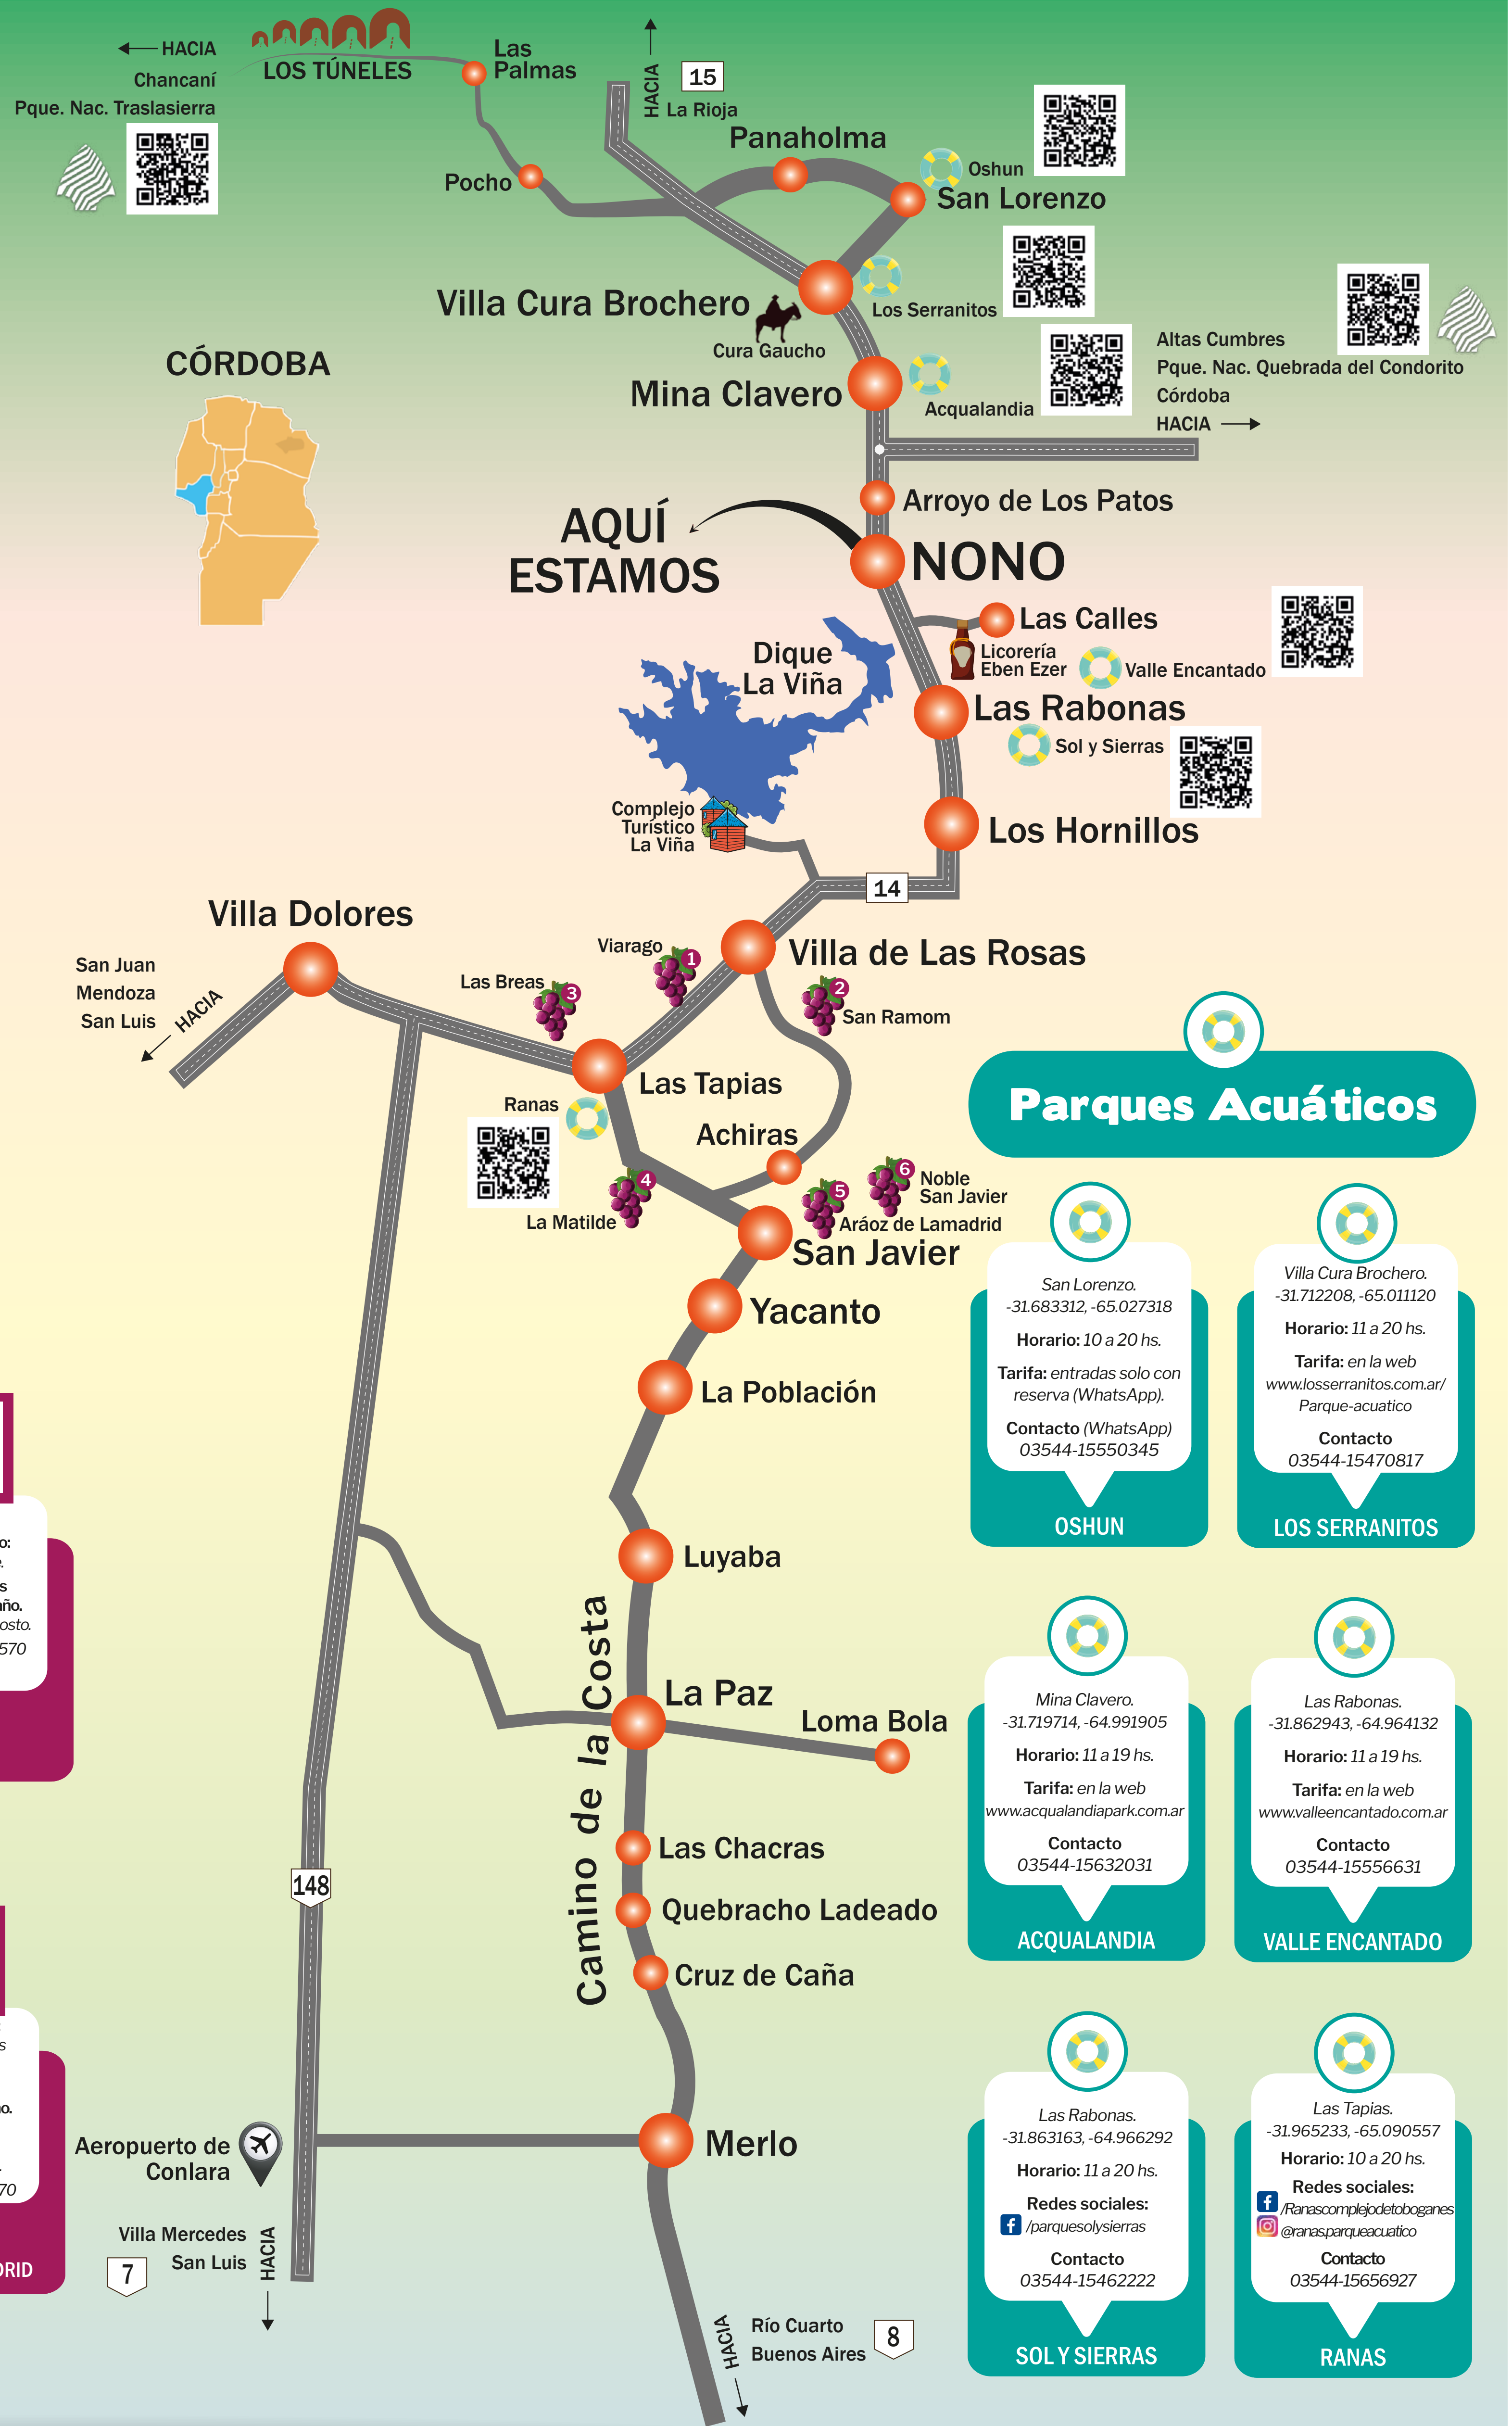 HACIA
Chancaní
Pque. Nac. Traslasierra
LOS TÚNELES
Las
Palmas
HACIA
15
La Rioja
Panaholma
Pocho
Oshun
San Lorenzo
Villa Cura Brochero
Cura Gaucho
Los Serranitos
Mina Clavero
Acqualandia
Altas Cumbres
Pque. Nac. Quebrada del Condorito
Córdoba
HACIA
CÓRDOBA
Arroyo de Los Patos
AQUÍ
ESTAMOS
NONO
Las Calles
Licorería
Eben Ezer
Valle Encantado
Dique
La Viña
Las Rabonas
Sol y Sierras
Complejo
Turístico
La Viña
Los Hornillos
14
Villa Dolores
San Juan
Mendoza
San Luis
HACIA
Viarago
1
Villa de Las Rosas
Las Breas
3
2
San Ramom
Las Tapias
Ranas
Achiras
4
La Matilde
5
Aráoz de Lamadrid
6
Noble
San Javier
San Javier
Yacanto
La Población
Luyaba
Camino de la Costa
La Paz
Loma Bola
Las Chacras
148
Quebracho Ladeado
Cruz de Caña
Aeropuerto de
Conlara
Merlo
Villa Mercedes
San Luis
7
HACIA
HACIA
Río Cuarto
Buenos Aires
8
Parques Acuáticos
San Lorenzo.
-31.683312, -65.027318
Horario: 10 a 20 hs.
Tarifa: entradas solo con
reserva (WhatsApp).
Contacto (WhatsApp)
03544-15550345
OSHUN
Villa Cura Brochero.
-31.712208, -65.011120
Horario: 11 a 20 hs.
Tarifa: en la web
www.losserranitos.com.ar/
Parque-acuatico
Contacto
03544-15470817
LOS SERRANITOS
Mina Clavero.
-31.719714, -64.991905
Horario: 11 a 19 hs.
Tarifa: en la web
www.acqualandiapark.com.ar
Contacto
03544-15632031
ACQUALANDIA
Las Rabonas.
-31.862943, -64.964132
Horario: 11 a 19 hs.
Tarifa: en la web
www.valleencantado.com.ar
Contacto
03544-15556631
VALLE ENCANTADO
Las Rabonas.
-31.863163, -64.966292
Horario: 11 a 20 hs.
Redes sociales:
/parquesolysierras
Contacto
03544-15462222
SOL Y SIERRAS
Las Tapias.
-31.965233, -65.090557
Horario: 10 a 20 hs.
Redes sociales:
/Ranascomplejodetoboganes
@ranas.parqueacuatico
Contacto
03544-15656927
RANAS